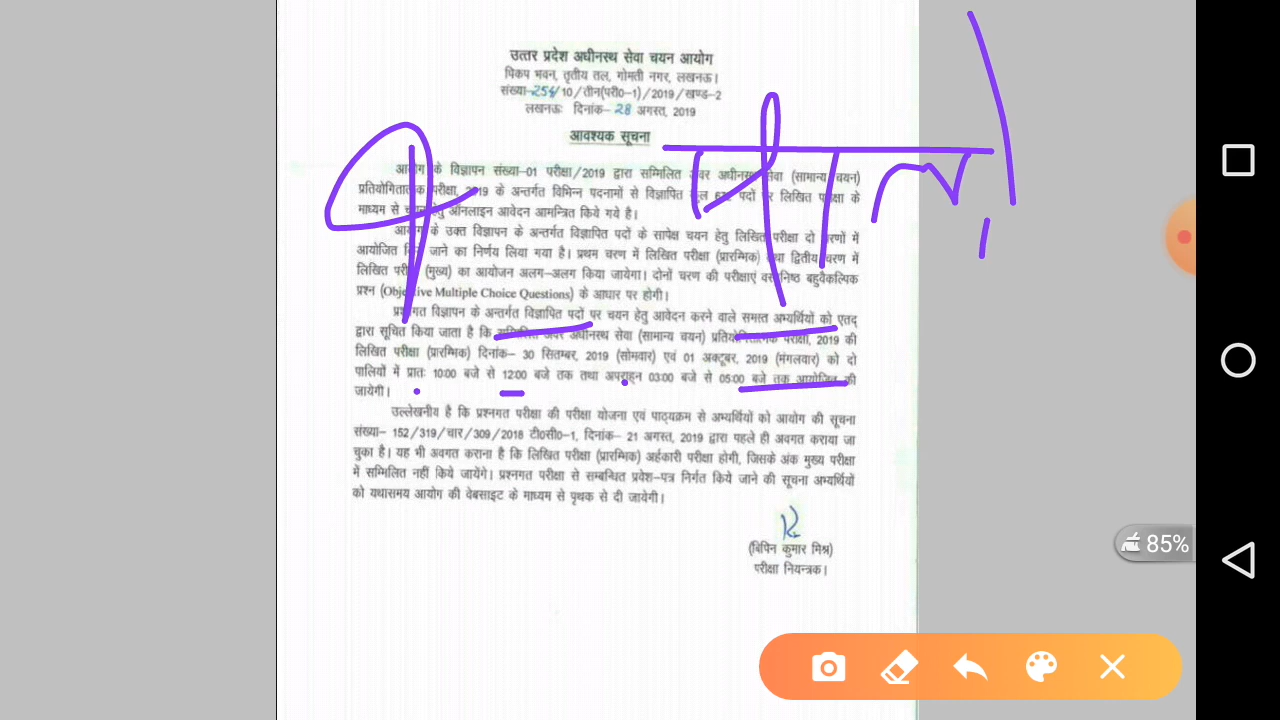 उत्तर प्रदेश अधीनस्थ सेवा चयन आयोग
पिकप भवन, तृतीय तल, गोमती नगर, लखनऊ।
संख्या-254/10/तीन(परी0-1)/2019/खण्ड-2
लखनऊः दिनांक- 28 अगस्त, 2019
आवश्यक सूचना
आयोग के विज्ञापन संख्या-01 परीक्षा/2019 द्वारा सम्मिलित अवर अधीनस्थ सेवा (सामान्य चयन)
प्रतियोगितात्मक परीक्षा, 2019 के अन्तर्गत विभिन्न पदनामों से विज्ञापित कुल पदों पर लिखित परीक्षा के
माध्यम से चयन हेतु ऑनलाइन आवेदन आमन्त्रित किये गये है।
आयोग के उक्त विज्ञापन के अन्तर्गत विज्ञापित पदों के सापेक्ष चयन हेतु लिखित परीक्षा दो चरणों में
आयोजित किये जाने का निर्णय लिया गया है। प्रथम चरण में लिखित परीक्षा (प्रारम्भिक) तथा द्वितीय चरण में
लिखित परीक्षा (मुख्य) का आयोजन अलग-अलग किया जायेगा। दोनों चरण की परीक्षाएं वस्तुनिष्ठ बहुवैकल्पिक
प्रश्न (Objective Multiple Choice Questions) के आधार पर होगी।
प्रश्नगत विज्ञापन के अन्तर्गत विज्ञापित पदों पर चयन हेतु आवेदन करने वाले समस्त अभ्यर्थियों को एतद्
द्वारा सूचित किया जाता है कि सम्मिलित अवर अधीनस्थ सेवा (सामान्य चयन) प्रतियोगितात्मक परीक्षा, 2019 की
लिखित परीक्षा (प्रारम्भिक) दिनांक- 30 सितम्बर, 2019 (सोमवार) एवं 01 अक्टूबर, 2019 (मंगलवार) को दो
पालियों में प्रातः 10:00 बजे से 12:00 बजे तक तथा अपराह्न 03:00 बजे से 05:00 बजे तक आयोजित की
जायेगी।
उल्लेखनीय है कि प्रश्नगत परीक्षा की परीक्षा योजना एवं पाठ्यक्रम से अभ्यर्थियों को आयोग की सूचना
संख्या- 152/319/चार/309/2018 टी0सी0-1, दिनांक- 21 अगस्त, 2019 द्वारा पहले ही अवगत कराया जा
चुका है। यह भी अवगत कराना है कि लिखित परीक्षा (प्रारम्भिक) अर्हकारी परीक्षा होगी, जिसके अंक मुख्य परीक्षा
में सम्मिलित नहीं किये जायेंगे। प्रश्नगत परीक्षा से सम्बन्धित प्रवेश-पत्र निर्गत किये जाने की सूचना अभ्यर्थियों
को यथासमय आयोग की वेबसाइट के माध्यम से पृथक से दी जायेगी।
(बिपिन कुमार मिश्र)
परीक्षा नियन्त्रक।
85%